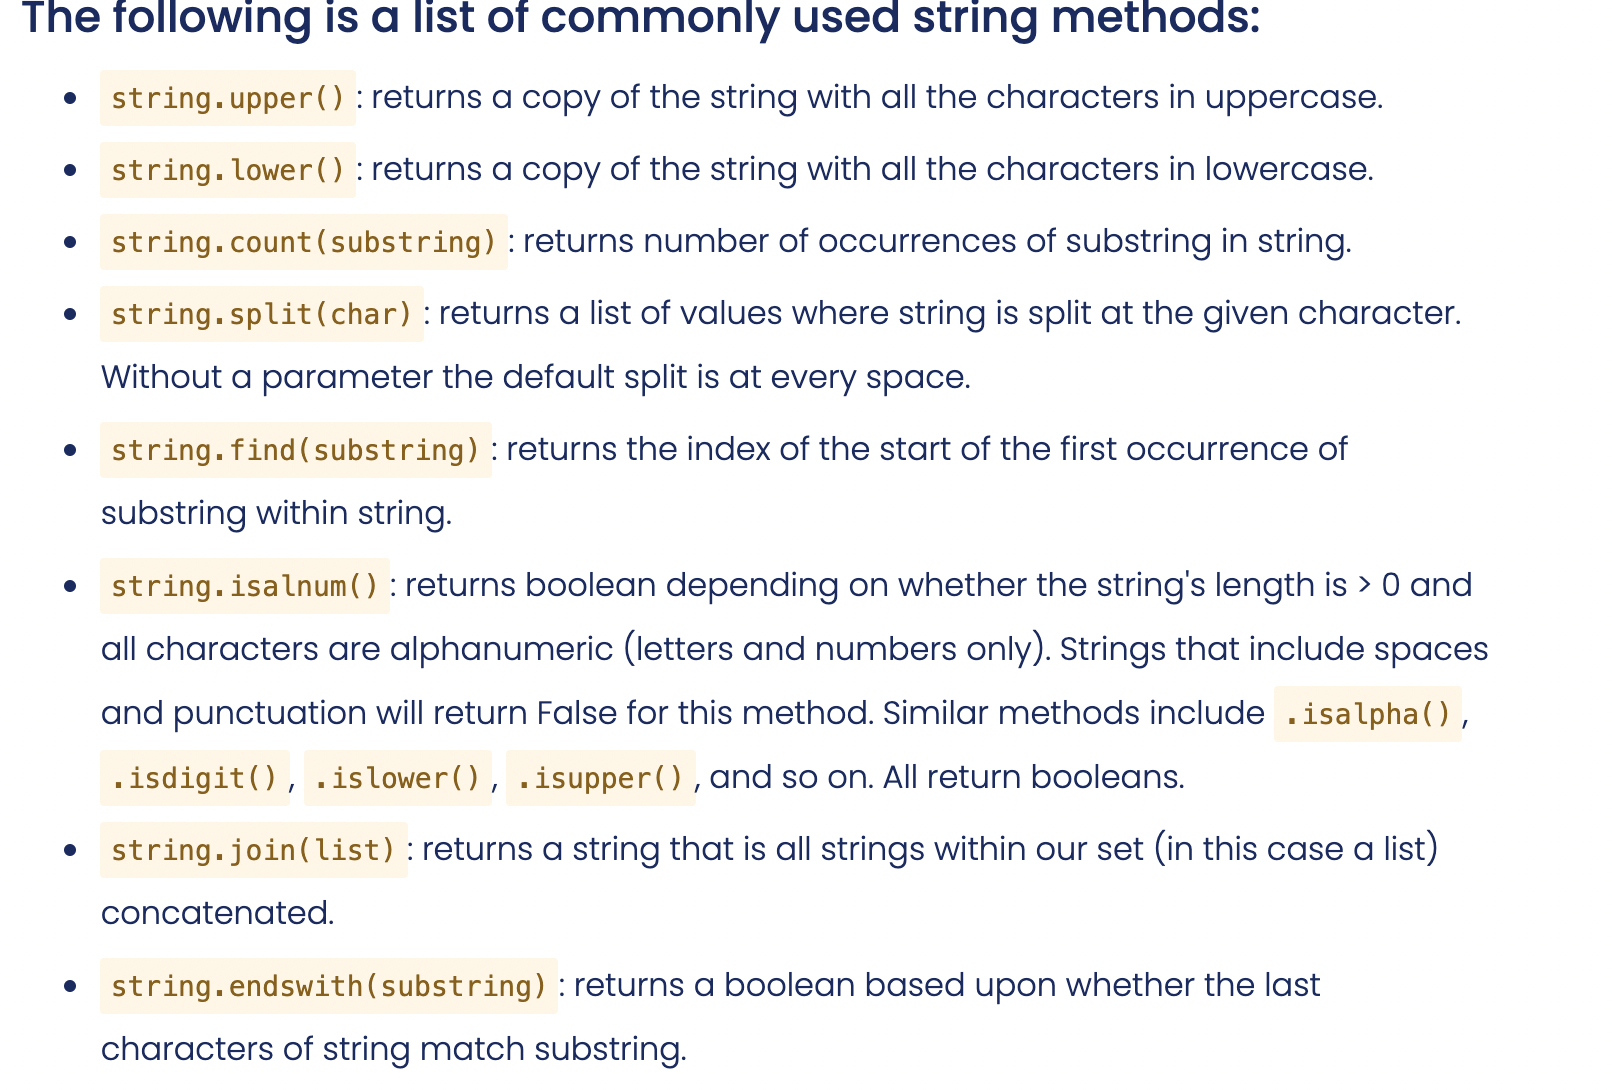 The following is a list of commonly used string methods:
• string.upper() : returns a copy of the string with all the characters in uppercase.
• string.lower() : returns a copy of the string with all the characters in lowercase.
• string.count(substring) : returns number of occurrences of substring in string.
• string.split(char) : returns a list of values where string is split at the given character.
Without a parameter the default split is at every space.
• string.find(substring) : returns the index of the start of the first occurrence of
substring within string.
• string.isalnum() : returns boolean depending on whether the string's length is > 0 and
all characters are alphanumeric (letters and numbers only). Strings that include spaces
and punctuation will return False for this method. Similar methods include .isalpha() ,
.isdigit() , .islower() , .isupper() , and so on. All return booleans.
• string.join(list) : returns a string that is all strings within our set (in this case a list)
concatenated.
• string.endswith(substring) : returns a boolean based upon whether the last
characters of string match substring.